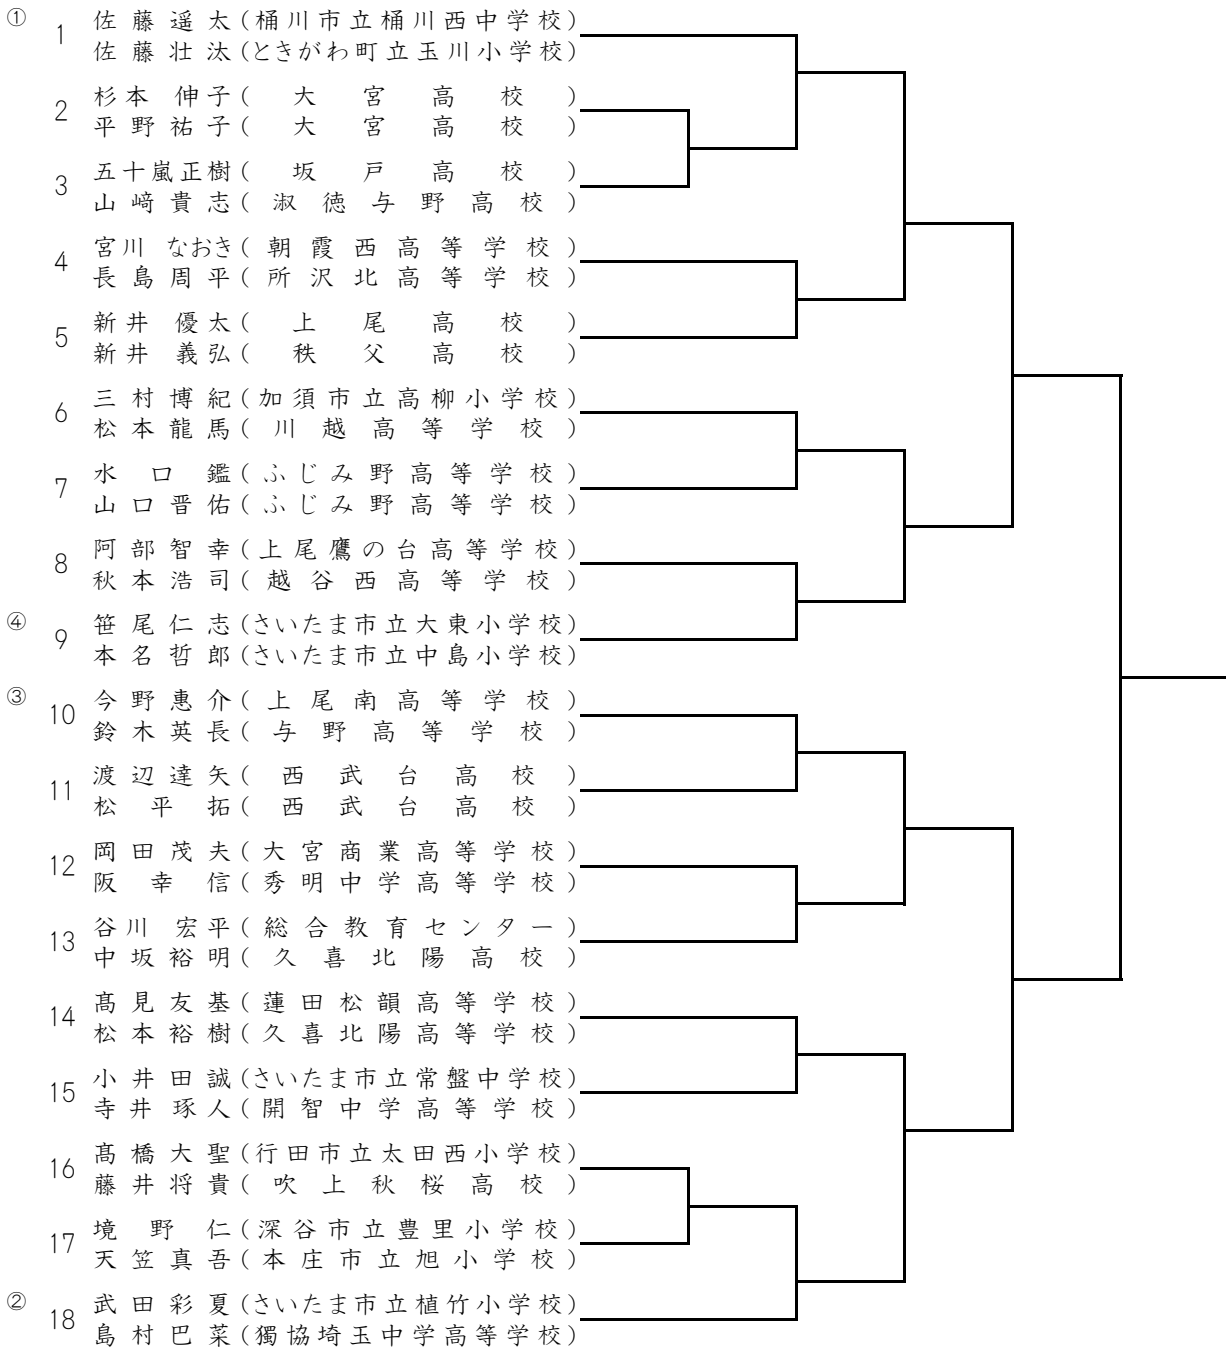 ① 1 佐藤遥太(桶川市立桶川西中学校)
佐藤壮汰(ときがわ町立玉川小学校)
2 杉本 伸子(大宮高校)
平野祐子(大宮高校)
3 五十嵐正樹(坂戸高校)
山﨑貴志(淑徳与野高校)
4 宮川 なおき(朝霞西高等学校)
長島周平(所沢北高等学校)
5 新井 優太(上尾高校)
新井 義弘(秩父高校)
6 三村博紀(加須市立高柳小学校)
松本龍馬(川越高等学校)
7 水口 鑑(ふじみ野高等学校)
山口晋佑(ふじみ野高等学校)
8 阿部智幸(上尾鷹の台高等学校)
秋本浩司(越谷西高等学校)
④ 9 笹尾仁志(さいたま市立大東小学校)
本名哲郎(さいたま市立中島小学校)
③ 10 今野惠介(上尾南高等学校)
鈴木英長(与野高等学校)
11 渡辺達矢(西武台高校)
松平 拓(西武台高校)
12 岡田茂夫(大宮商業高等学校)
阪 幸信(秀明中学高等学校)
13 谷川 宏平(総合教育センター)
中坂裕明(久喜北陽高校)
14 髙見友基(蓮田松韻高等学校)
松本裕樹(久喜北陽高等学校)
15 小井田誠(さいたま市立常盤中学校)
寺井琢人(開智中学高等学校)
16 髙橋大聖(行田市立太田西小学校)
藤井将貴(吹上秋桜高校)
17 境野 仁(深谷市立豊里小学校)
天笠真吾(本庄市立旭小学校)
② 18 武田彩夏(さいたま市立植竹小学校)
島村巴菜(獨協埼玉中学高等学校)